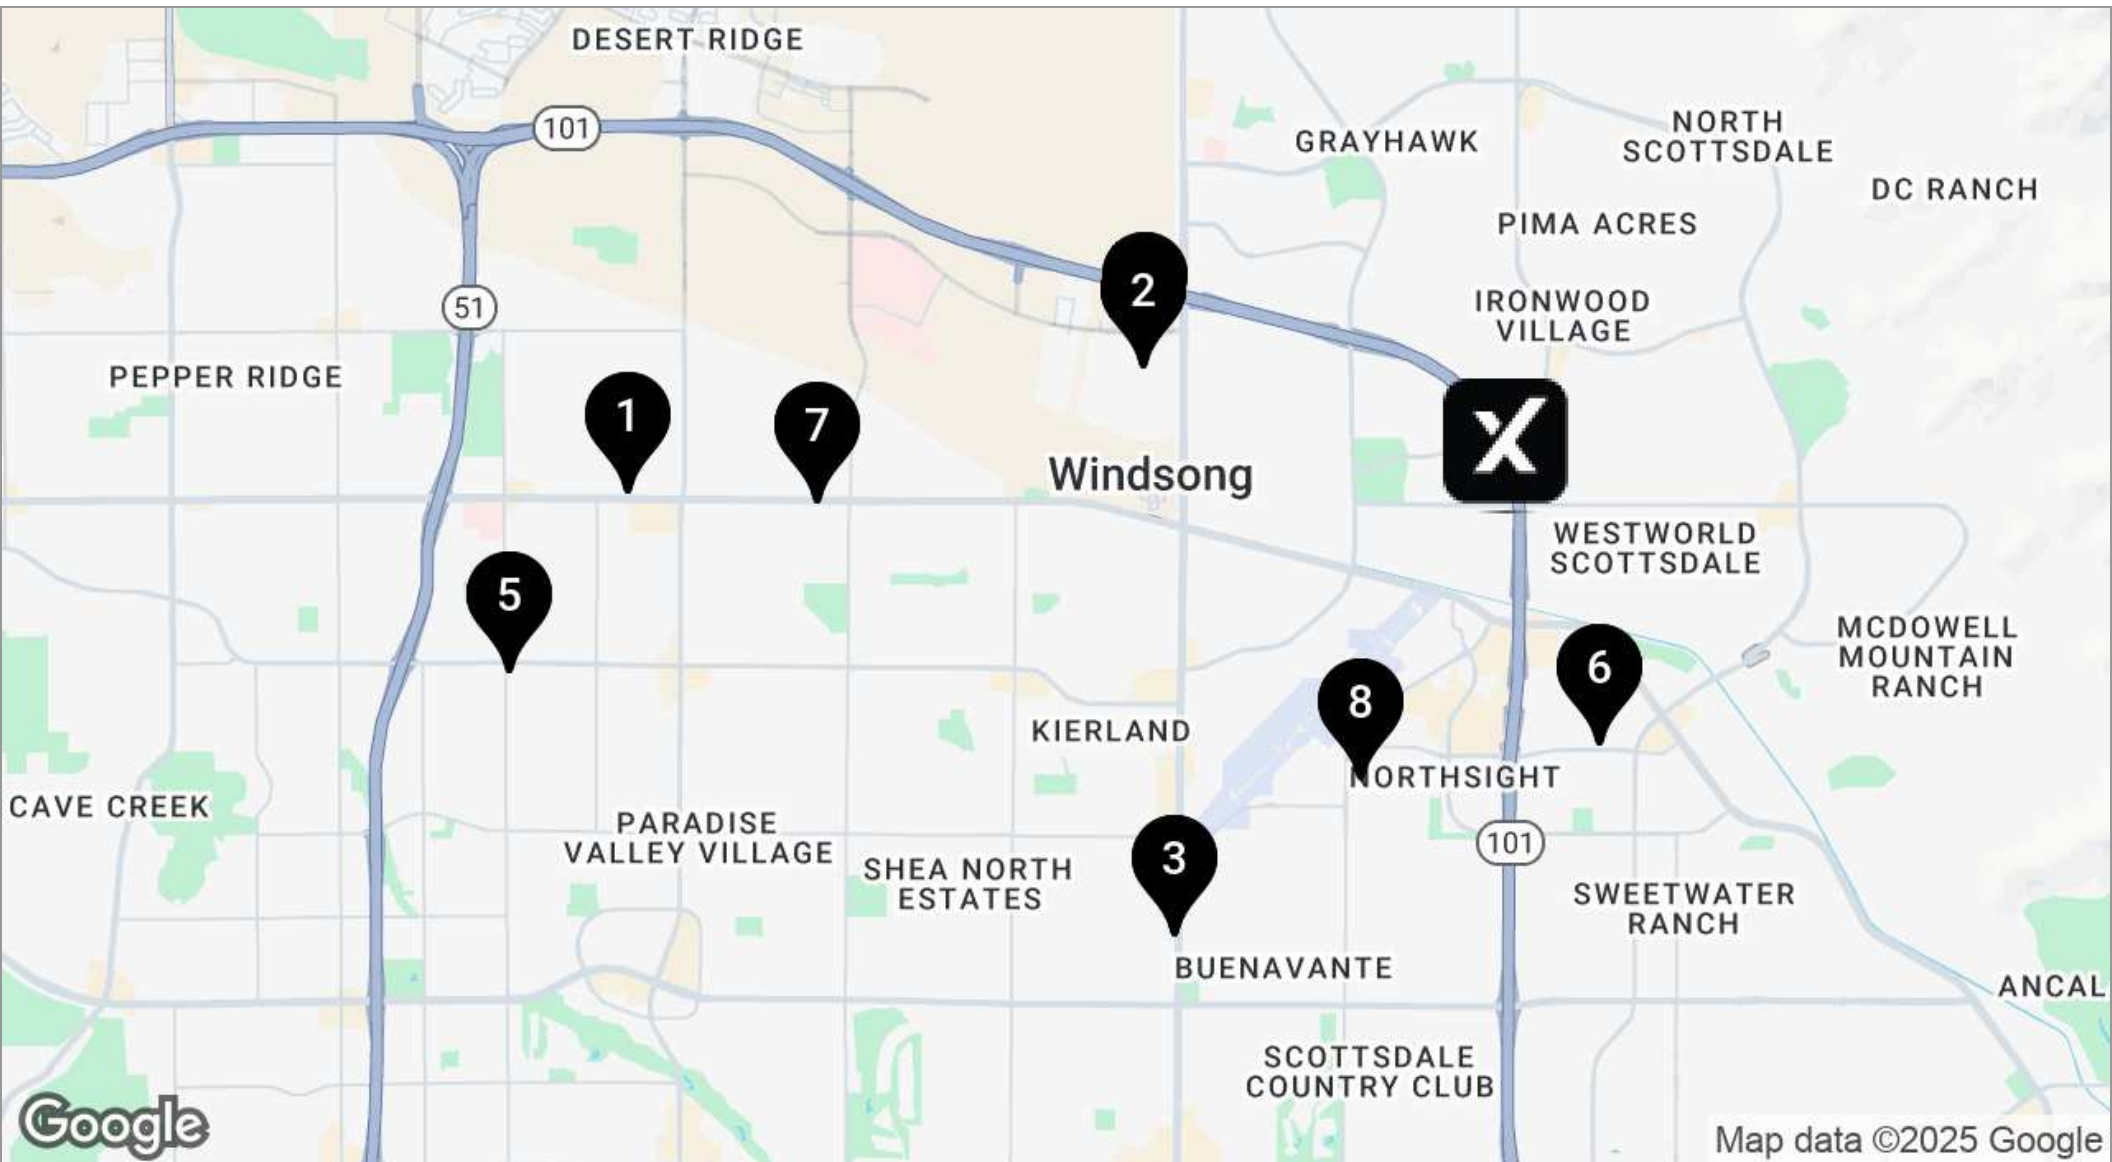 DESERT RIDGE
101
GRAYHAWK
NORTH
SCOTTSDALE
DC RANCH
PIMA ACRES
2
51
IRONWOOD
VILLAGE
PEPPER RIDGE
1
7
X
Windsong
WESTWORLD
SCOTTSDALE
5
MCDOWELL
MOUNTAIN
RANCH
6
8
KIERLAND
NORTHSIGHT
CAVE CREEK
PARADISE
VALLEY VILLAGE
101
3
SHEA NORTH
ESTATES
SWEETWATER
RANCH
BUENAVANTE
ANCAL
SCOTTSDALE
COUNTRY CLUB
Google
Map data ©2025 Google